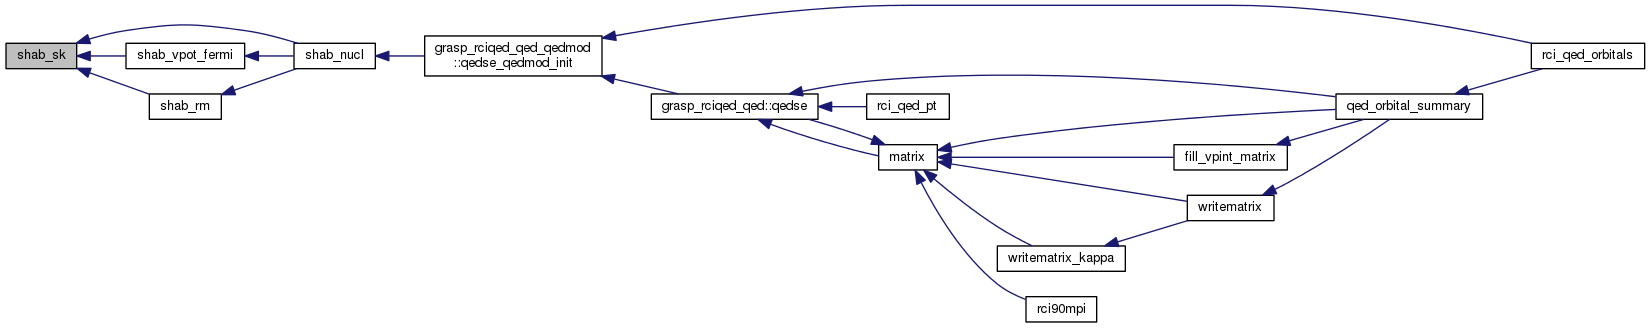 shab_sk
shab_vpot_fermi
shab_rm
shab_nucl
grasp_rciqed_qed_qedmod
::qedse_qedmod_init
grasp_rciqed_qed::qedse
rci_qed_pt
matrix
fill_vpint_matrix
writematrix
writematrix_kappa
rci90mpi
qed_orbital_summary
rci_qed_orbitals